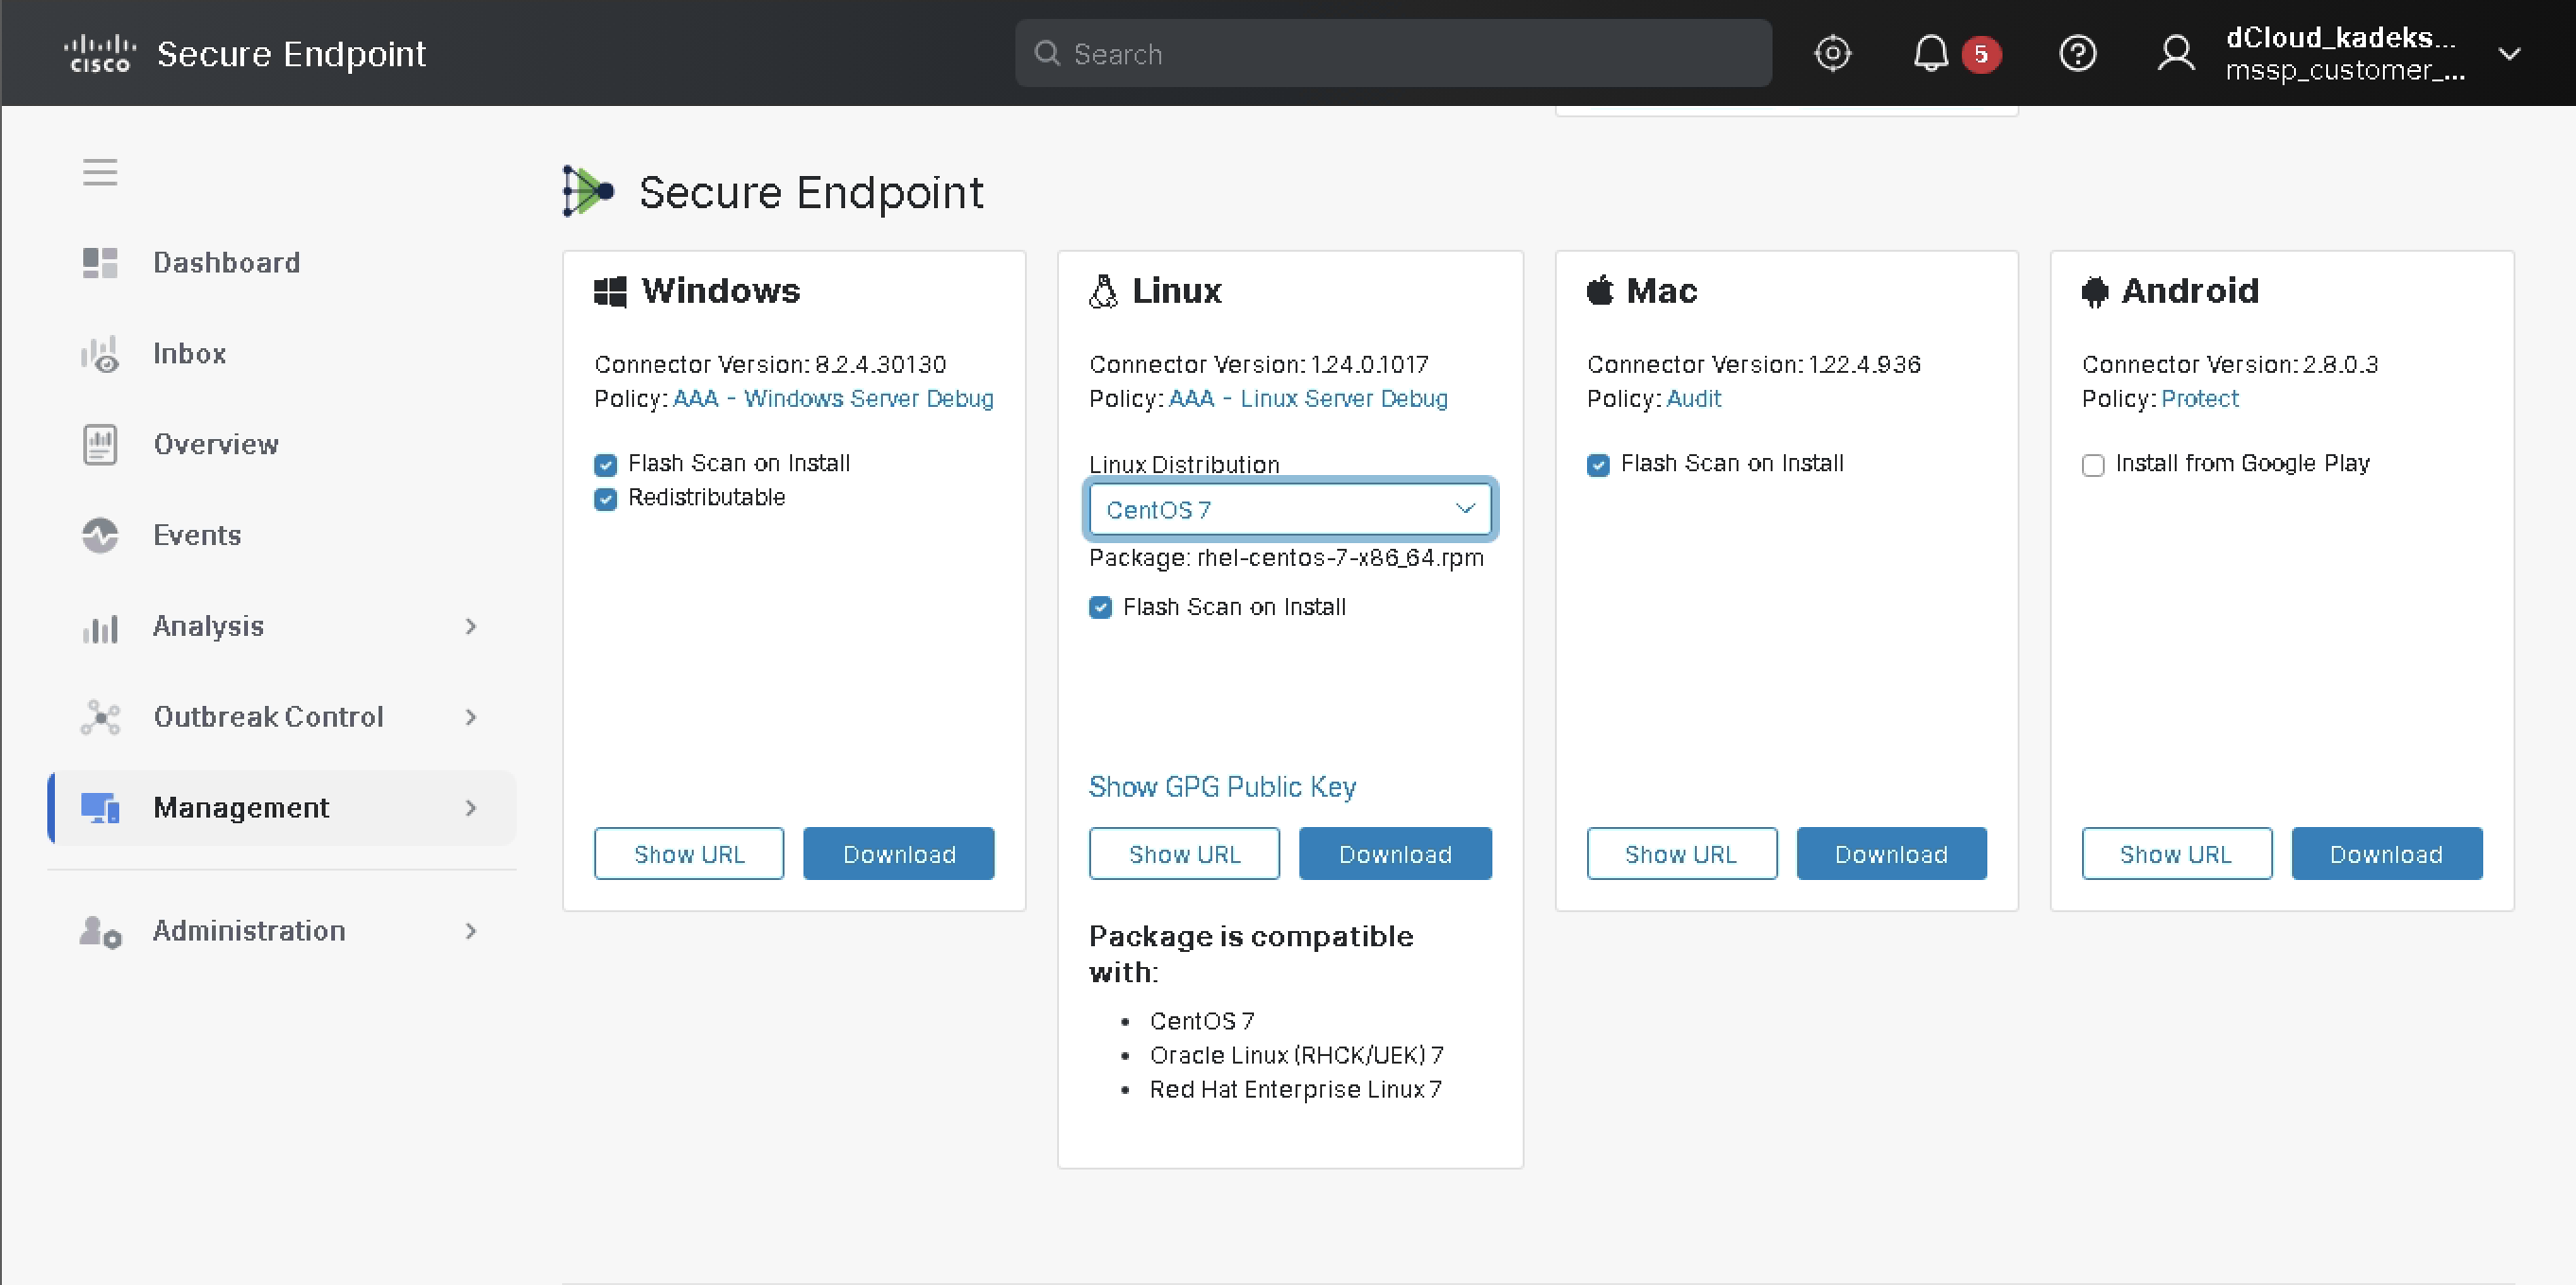 CISCO Secure Endpoint
Search
5
dCloud_kadeks...
mssp_customer_...
Dashboard
Inbox
Overview
Events
Analysis
Outbreak Control
Management
Administration
Secure Endpoint
Windows
Connector Version: 8.2.4.30130
Policy: AAA - Windows Server Debug
Flash Scan on Install
Redistributable
Show URL
Download
Linux
Connector Version: 1.24.0.1017
Policy: AAA - Linux Server Debug
Linux Distribution
CentOS 7
Package: rhel-centos-7-x86_64.rpm
Flash Scan on Install
Show GPG Public Key
Show URL
Download
Package is compatible
with:
• CentOS 7
• Oracle Linux (RHCK/UEK) 7
• Red Hat Enterprise Linux 7
Mac
Connector Version: 1.22.4.936
Policy: Audit
Flash Scan on Install
Show URL
Download
Android
Connector Version: 2.8.0.3
Policy: Protect
Install from Google Play
Show URL
Download